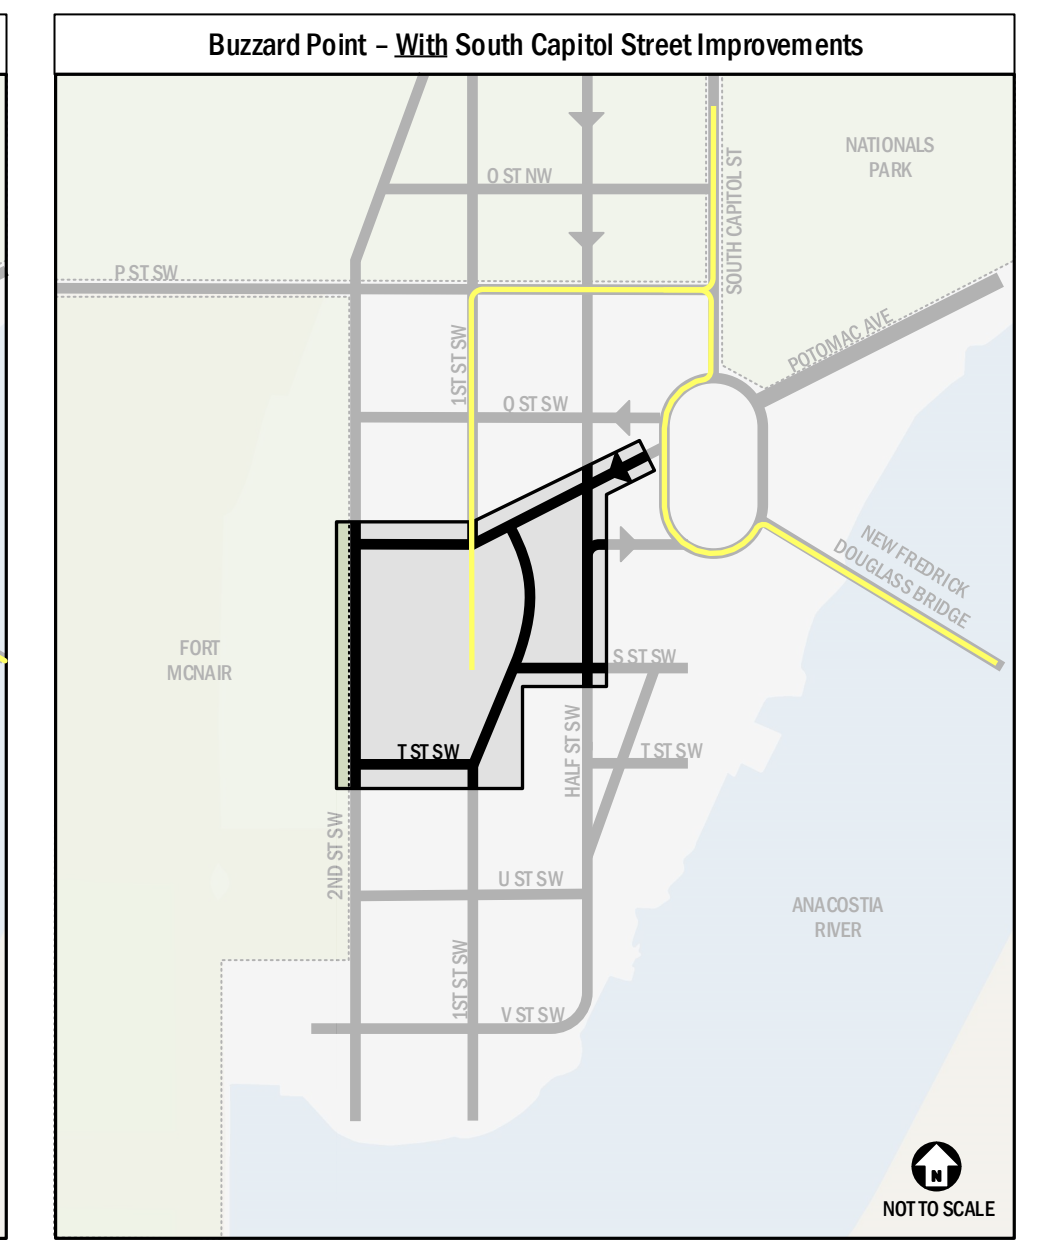 Buzzard Point – With South Capitol Street Improvements
NATIONALS
PARK
O ST NW
SOUTH CAPITOL ST
P ST SW
POTOMAC AVE
1ST ST SW
Q ST SW
NEW FREDRICK
DOUGLASS BRIDGE
FORT
MCNAIR
S ST SW
T ST SW
T ST SW
HALF ST SW
2ND ST SW
U ST SW
ANACOSTIA
RIVER
1ST ST SW
V ST SW
N
NOT TO SCALE